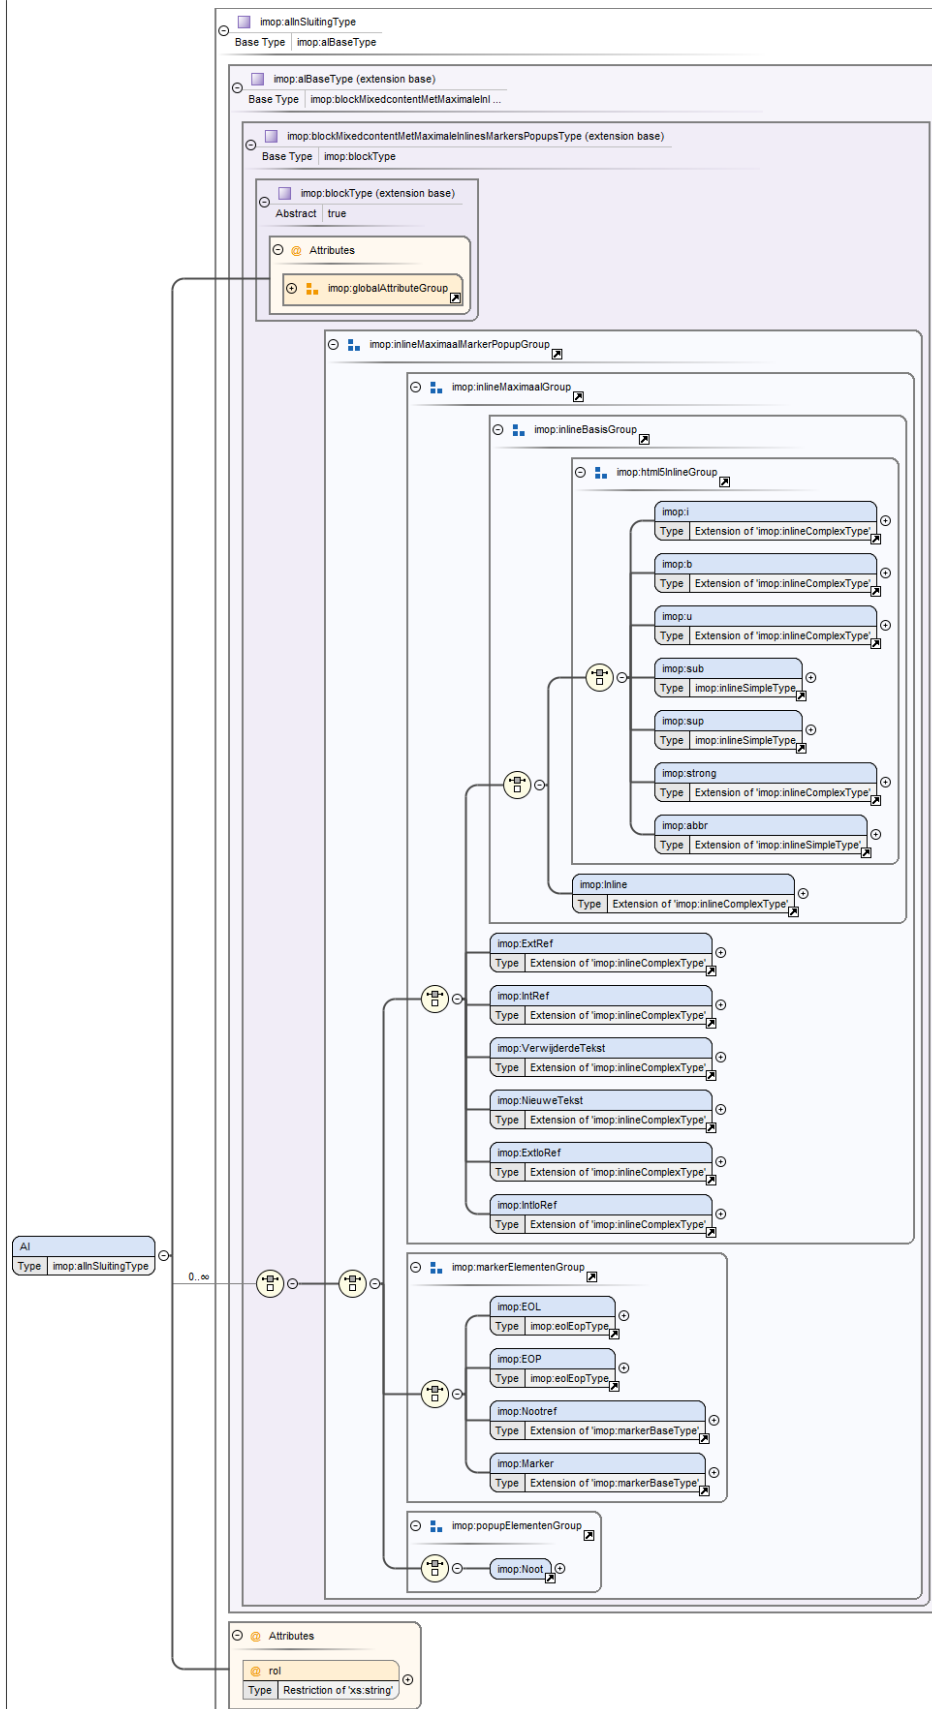 imop:alInSluitingType
Base Type imop:alBaseType
imop:alBaseType (extension base)
Base Type imop:blockMixedcontentMetMaximaleInl ...
imop:blockMixedcontentMetMaximaleInlinesMarkersPopupsType (extension base)
Base Type imop:blockType
imop:blockType (extension base)
Abstract true
@ Attributes
imop:globalAttributeGroup
imop:inlineMaximaalMarkerPopupGroup
imop:inlineMaximaalGroup
imop:inlineBasisGroup
imop:html5InlineGroup
imop:i
Type Extension of 'imop:inlineComplexType'
imop:b
Type Extension of 'imop:inlineComplexType'
imop:u
Type Extension of 'imop:inlineComplexType'
imop:sub
Type imop:inlineSimpleType
imop:sup
Type imop:inlineSimpleType
imop:strong
Type Extension of 'imop:inlineComplexType'
imop:abbr
Type Extension of 'imop:inlineSimpleType'
imop:Inline
Type Extension of 'imop:inlineComplexType'
imop:ExtRef
Type Extension of 'imop:inlineComplexType'
imop:IntRef
Type Extension of 'imop:inlineComplexType'
imop:VerwijderdeTekst
Type Extension of 'imop:inlineComplexType'
imop:NieuweTekst
Type Extension of 'imop:inlineComplexType'
imop:ExtIoRef
Type Extension of 'imop:inlineComplexType'
imop:IntIoRef
Type Extension of 'imop:inlineComplexType'
Al
Type imop:alInSluitingType
0..∞
imop:markerElementenGroup
imop:EOL
Type imop:eolEopType
imop:EOP
Type imop:eolEopType
imop:Nootref
Type Extension of 'imop:markerBaseType'
imop:Marker
Type Extension of 'imop:markerBaseType'
imop:popupElementenGroup
imop:Noot
@ Attributes
@ rol
Type Restriction of 'xs:string'